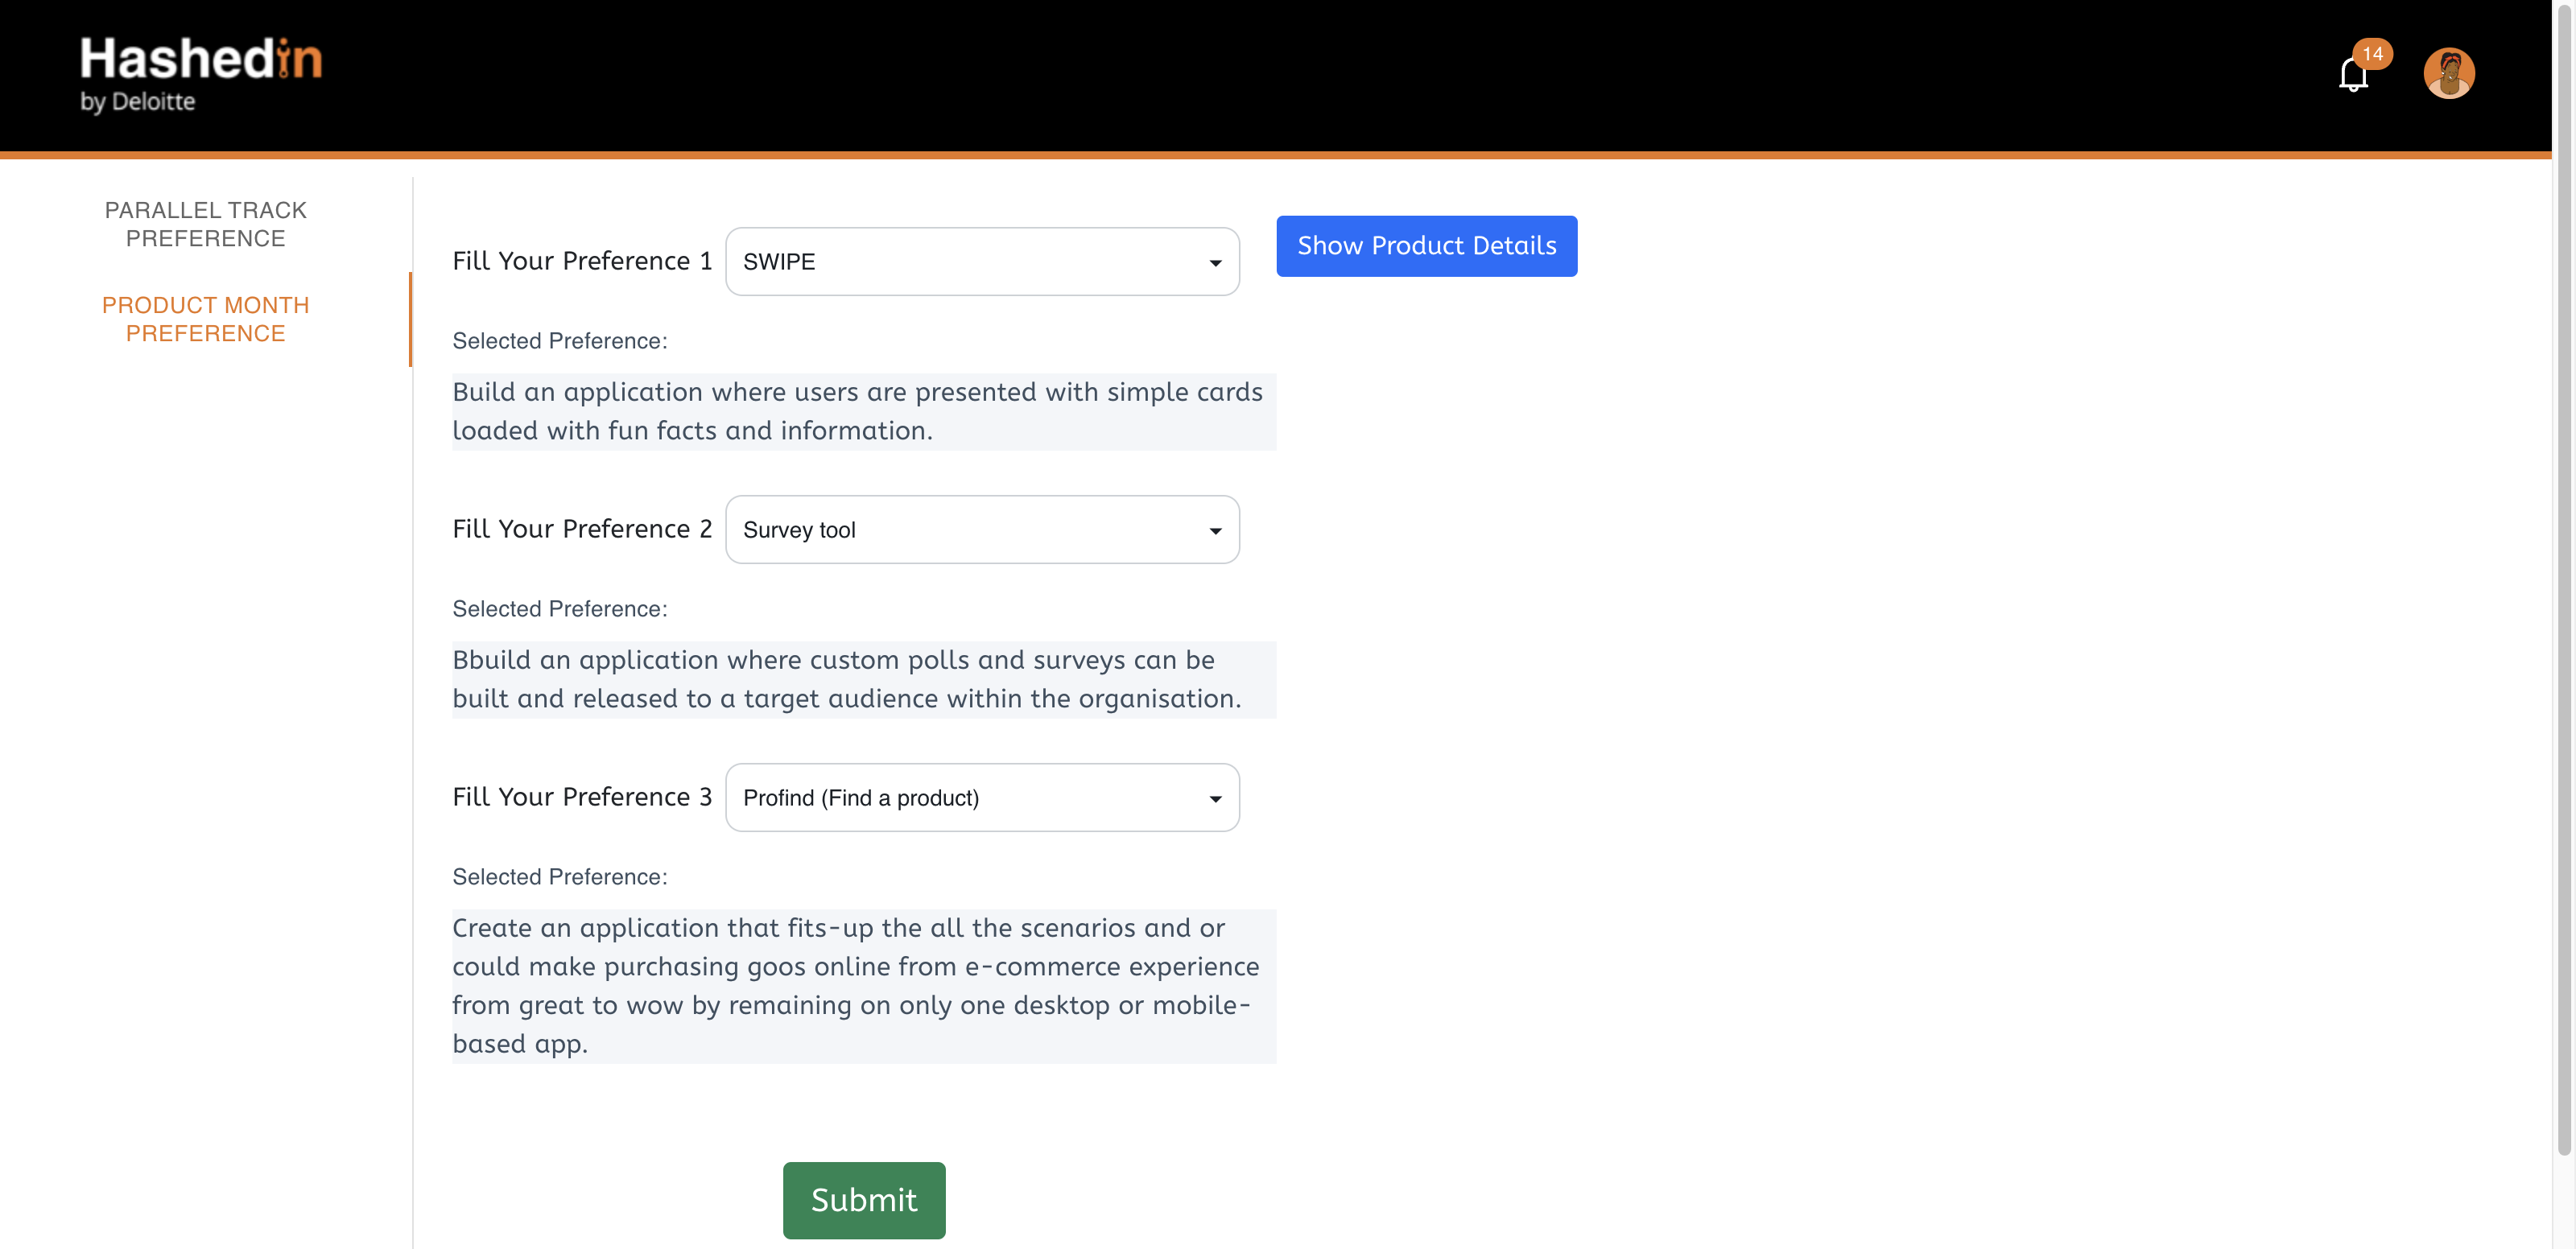 Hashedin
by Deloitte
14
PARALLEL TRACK
PREFERENCE
PRODUCT MONTH
PREFERENCE
Fill Your Preference 1
SWIPE
Show Product Details
Selected Preference:
Build an application where users are presented with simple cards
loaded with fun facts and information.
Fill Your Preference 2
Survey tool
Selected Preference:
Bbuild an application where custom polls and surveys can be
built and released to a target audience within the organisation.
Fill Your Preference 3
Profind (Find a product)
Selected Preference:
Create an application that fits-up the all the scenarios and or
could make purchasing goos online from e-commerce experience
from great to wow by remaining on only one desktop or mobile-
based app.
Submit